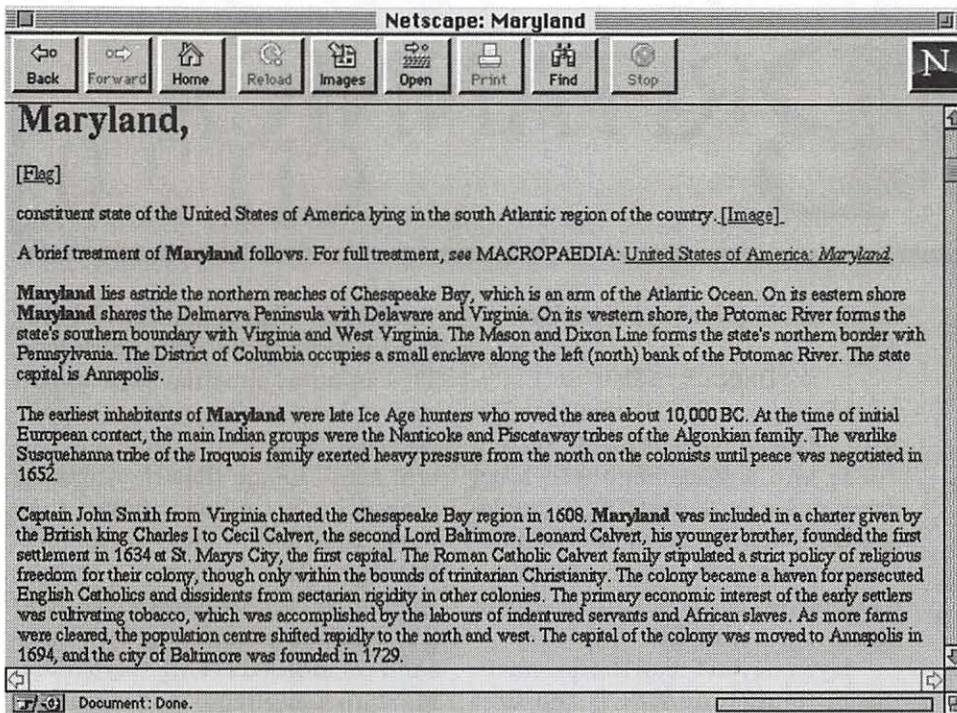 Netscape: Maryland
Back Forward Home Reload Images Open Print Find Stop
N
Maryland,
[Flag]
constituent state of the United States of America lying in the south Atlantic region of the country. [Image]
A brief treatment of Maryland follows. For full treatment, see MACROPAEDIA: United States of America: Maryland.
Maryland lies astride the northern reaches of Chesapeake Bay, which is an arm of the Atlantic Ocean. On its eastern shore
Maryland shares the Delmarva Peninsula with Delaware and Virginia. On its western shore, the Potomac River forms the
state's southern boundary with Virginia and West Virginia. The Mason and Dixon Line forms the state's northern border with
Pennsylvania. The District of Columbia occupies a small enclave along the left (north) bank of the Potomac River. The state
capital is Annapolis.
The earliest inhabitants of Maryland were late Ice Age hunters who roved the area about 10,000 BC. At the time of initial
European contact, the main Indian groups were the Nanticoke and Piscataway tribes of the Algonkian family. The warlike
Susquehanna tribe of the Iroquois family exerted heavy pressure from the north on the colonists until peace was negotiated in
1652.
Captain John Smith from Virginia charted the Chesapeake Bay region in 1608. Maryland was included in a charter given by
the British king Charles I to Cecil Calvert, the second Lord Baltimore. Leonard Calvert, his younger brother, founded the first
settlement in 1634 at St. Marys City, the first capital. The Roman Catholic Calvert family stipulated a strict policy of religious
freedom for their colony, though only within the bounds of trinitarian Christianity. The colony became a haven for persecuted
English Catholics and dissidents from sectarian rigidity in other colonies. The primary economic interest of the early settlers
was cultivating tobacco, which was accomplished by the labours of indentured servants and African slaves. As more farms
were cleared, the population centre shifted rapidly to the north and west. The capital of the colony was moved to Annapolis in
1694, and the city of Baltimore was founded in 1729.
Document: Done.